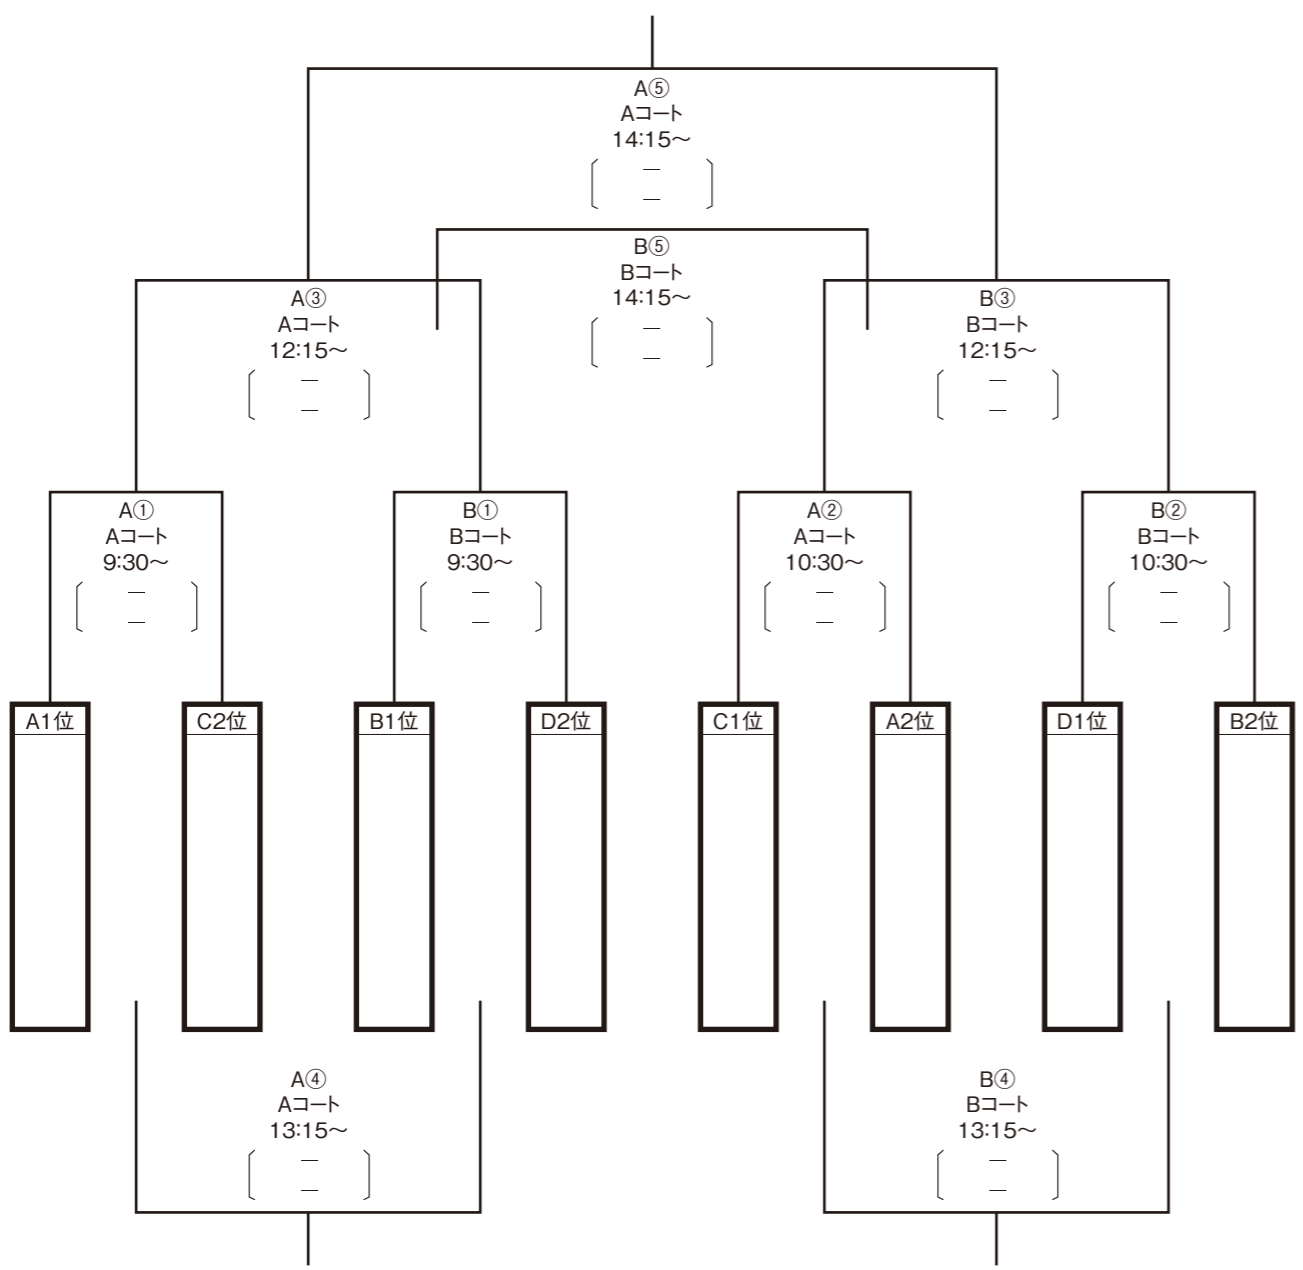 A⑤
Aコート
14:15～
〔 ― 〕
―
B⑤
Bコート
14:15～
〔 ― 〕
―
A③
Aコート
12:15～
〔 ― 〕
―
B③
Bコート
12:15～
〔 ― 〕
―
A①
Aコート
9:30～
〔 ― 〕
―
B①
Bコート
9:30～
〔 ― 〕
―
A②
Aコート
10:30～
〔 ― 〕
―
B②
Bコート
10:30～
〔 ― 〕
―
A1位
C2位
B1位
D2位
C1位
A2位
D1位
B2位
A④
Aコート
13:15～
〔 ― 〕
―
B④
Bコート
13:15～
〔 ― 〕
―